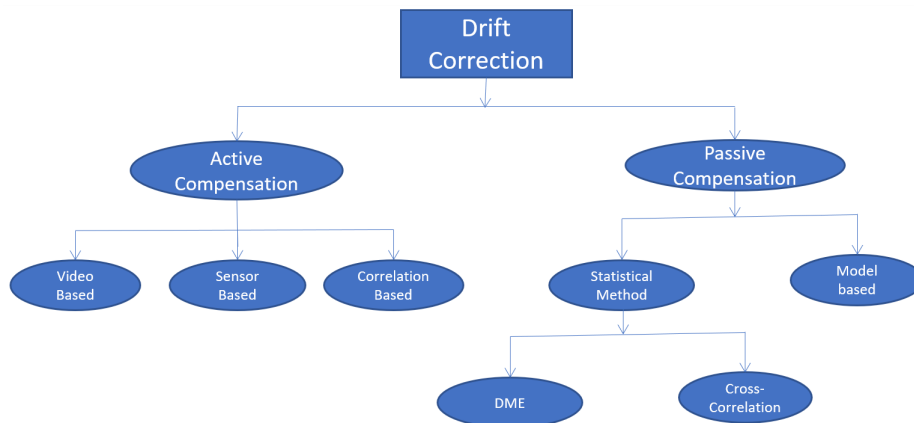 Drift
Correction
Active
Compensation
Passive
Compensation
Video
Based
Sensor
Based
Correlation
Based
Statistical
Method
Model
based
DME
Cross-
Correlation